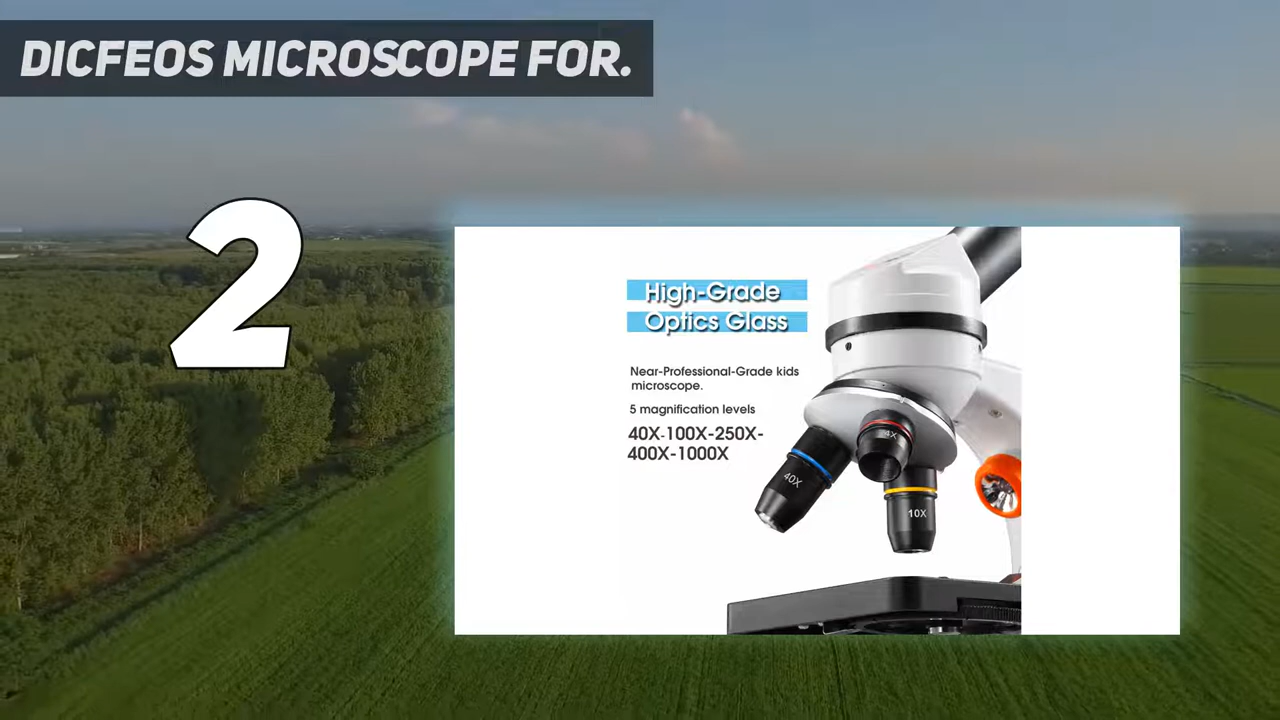 DICFEOS MICROSCOPE FOR.
2
High-Grade
Optics Glass
Near-Professional-Grade kids
microscope.
5 magnification levels
40X-100X-250X-
400X-1000X
4X
40X
10X